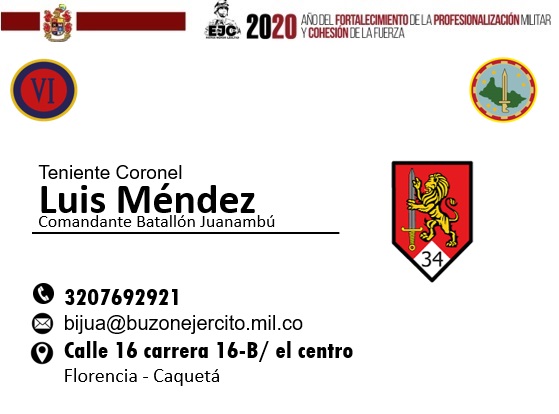 EJC
2020 AÑO DEL FORTALECIMIENTO DE LA PROFESIONALIZACIÓN MILITAR
Y COHESIÓN DE LA FUERZA
VI
Teniente Coronel
Luis Méndez
Comandante Batallón Juanambú
34
3207692921
bijua@buzonejercito.mil.co
Calle 16 carrera 16-B/ el centro
Florencia - Caquetá